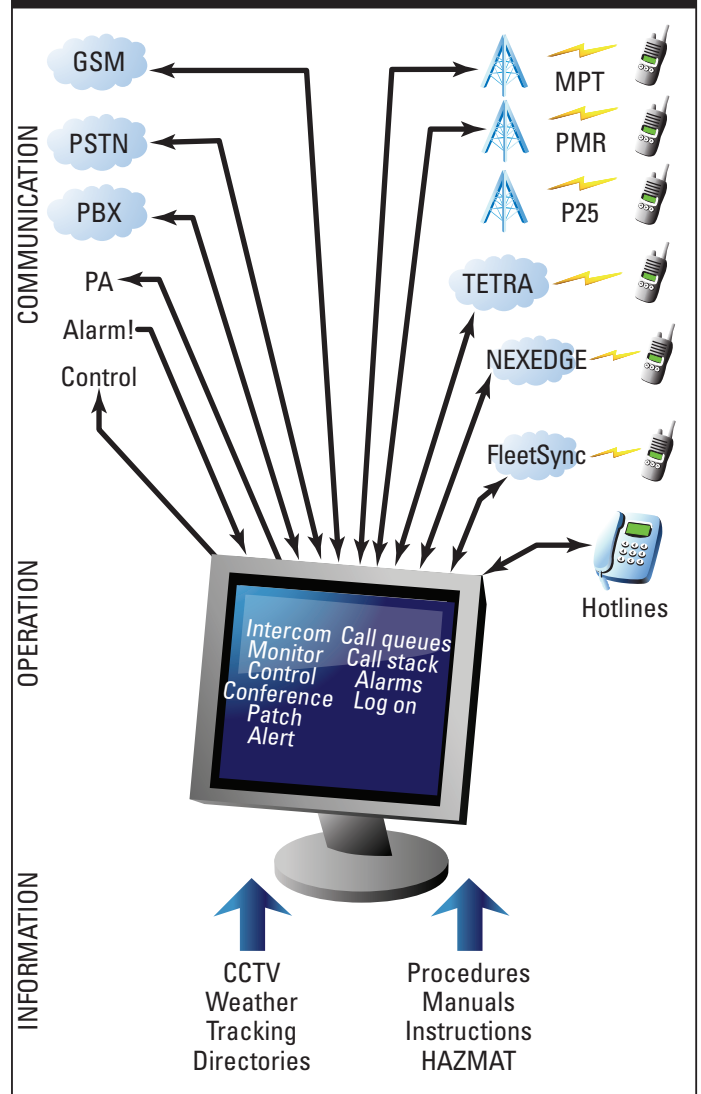 COMMUNICATION
GSM
PSTN
PBX
PA
Alarm!
Control
MPT
PMR
P25
TETRA
NEXEDGE
FleetSync
Hotlines
OPERATION
Intercom
Monitor
Control
Conference
Patch
Alert
Call queues
Call stack
Alarms
Log on
INFORMATION
CCTV
Weather
Tracking
Directories
Procedures
Manuals
Instructions
HAZMAT